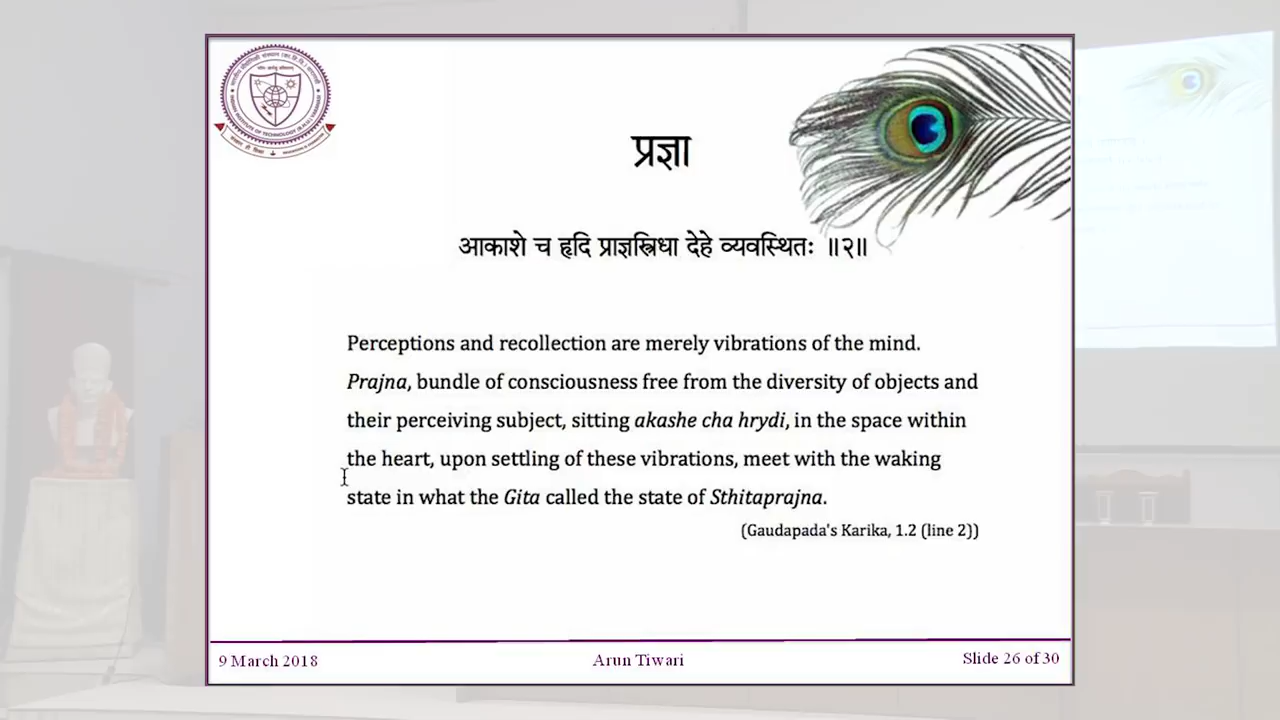 प्रज्ञा
आकाशे च हृदि प्राज्ञस्त्रिधा देहे व्यवस्थितः ॥२॥
Perceptions and recollection are merely vibrations of the mind.
Prajna, bundle of consciousness free from the diversity of objects and
their perceiving subject, sitting akashe cha hrydi, in the space within
the heart, upon settling of these vibrations, meet with the waking
state in what the Gita called the state of Sthitaprajna.
(Gaudapada's Karika, 1.2 (line 2))
9 March 2018
Arun Tiwari
Slide 26 of 30